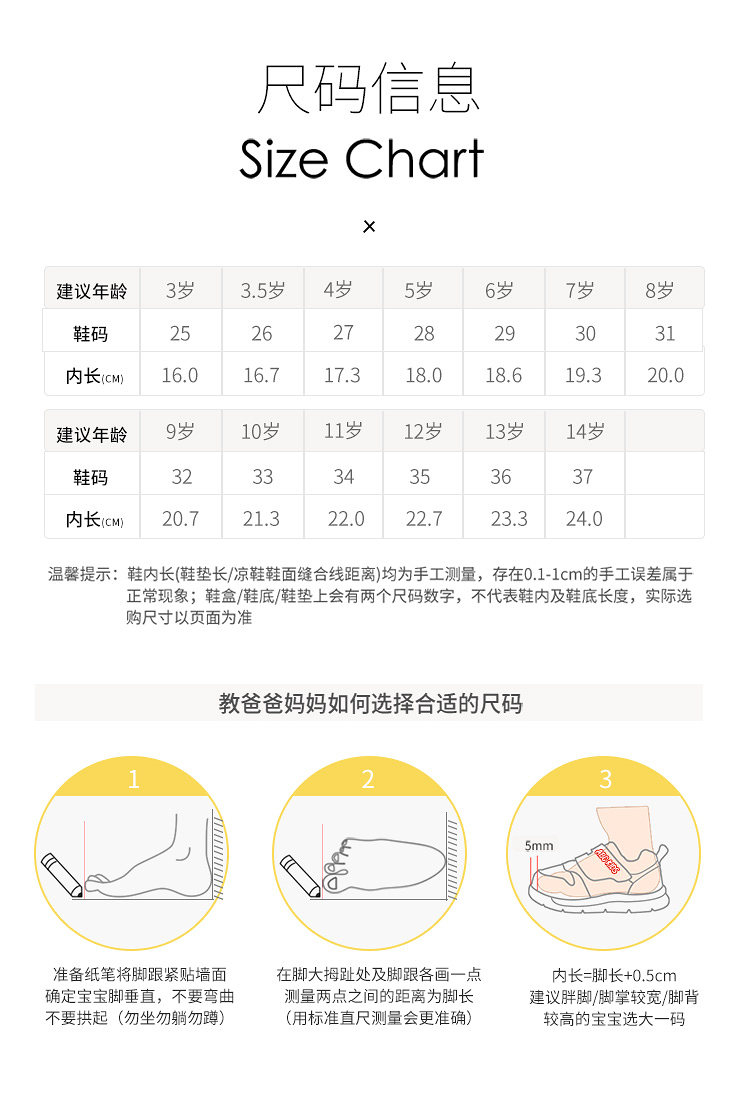 尺码信息
Size Chart
×
建议年龄 3岁 3.5岁 4岁 5岁 6岁 7岁 8岁
鞋码 25 26 27 28 29 30 31
内长(CM) 16.0 16.7 17.3 18.0 18.6 19.3 20.0
建议年龄 9岁 10岁 11岁 12岁 13岁 14岁
鞋码 32 33 34 35 36 37
内长(CM) 20.7 21.3 22.0 22.7 23.3 24.0
温馨提示：鞋内长(鞋垫长/凉鞋鞋面缝合线距离)均为手工测量，存在0.1-1cm的手工误差属于
正常现象；鞋盒/鞋底/鞋垫上会有两个尺码数字，不代表鞋内及鞋底长度，实际选
购尺寸以页面为准
教爸爸妈妈如何选择合适的尺码
1
准备纸笔将脚跟紧贴墙面
确定宝宝脚垂直，不要弯曲
不要拱起（勿坐勿躺勿蹲）
2
在脚大拇趾处及脚跟各画一点
测量两点之间的距离为脚长
（用标准直尺测量会更准确）
3
5mm
内长=脚长+0.5cm
建议胖脚/脚掌较宽/脚背
较高的宝宝选大一码